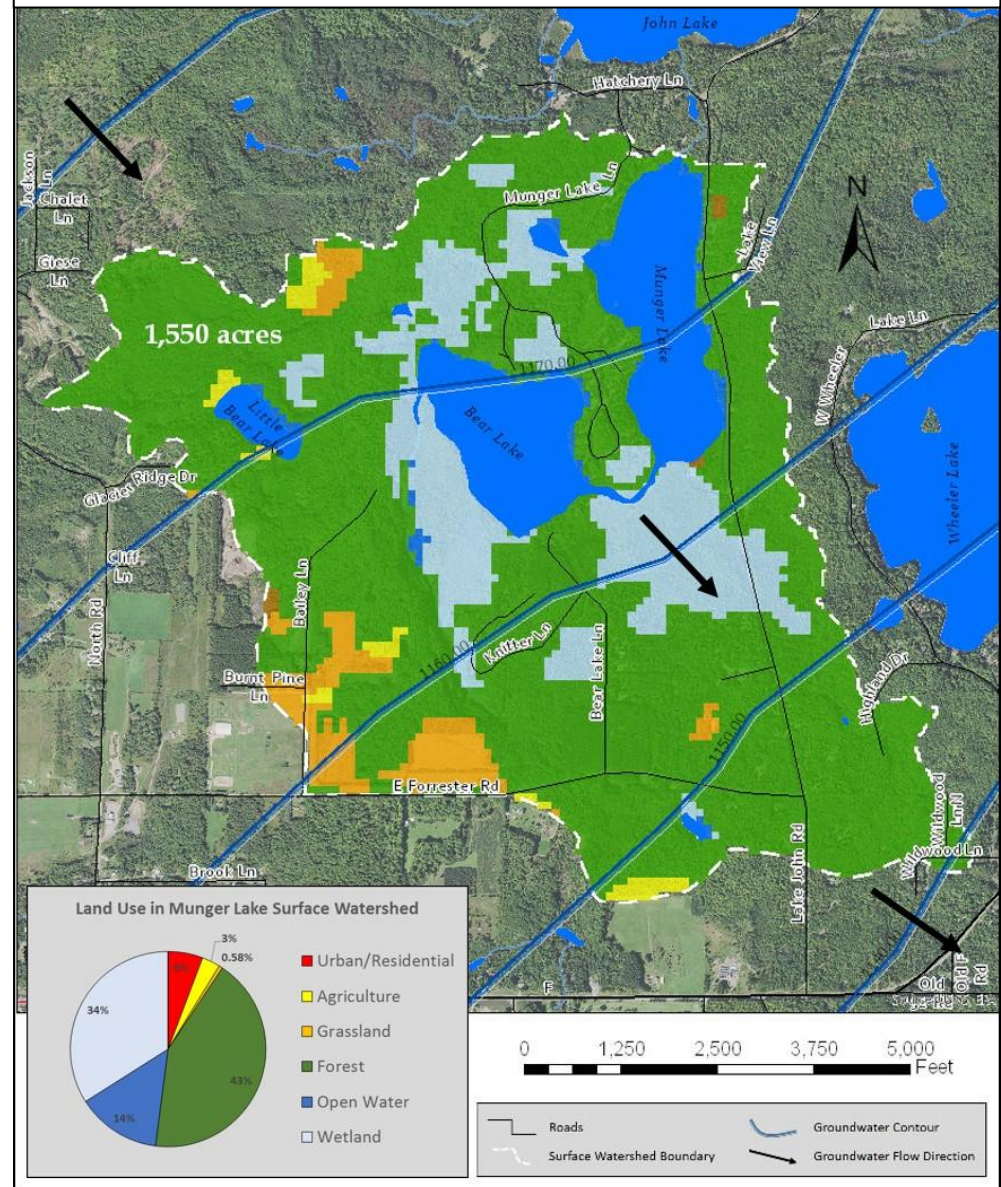 John Lake
Hatchery Ln
Jackson
Ln
Chalet
Ln
Giese
Ln
Munger Lake Ln
N
Lake
View Ln
1,550 acres
Munger Lake
Lake Ln
W Wheeler
1170.00
Little
Bear Lake
Bear Lake
Wheeler Lake
Glacier Ridge Dr
Cliff
Ln
North Rd
Bailey Ln
1160.00
Knitter Ln
Bear Lake Ln
Burnt Pine
Ln
Highland Dr
1150.00
E Forrester Rd
Wildwood
Ln N
Wildwood Ln
Brook Ln
Lake John Rd
F
Old
Old F
Rd
Land Use in Munger Lake Surface Watershed
6%
3%
0.58%
43%
14%
34%
Urban/Residential
Agriculture
Grassland
Forest
Open Water
Wetland
0 1,250 2,500 3,750 5,000
Feet
Roads
Surface Watershed Boundary
Groundwater Contour
Groundwater Flow Direction